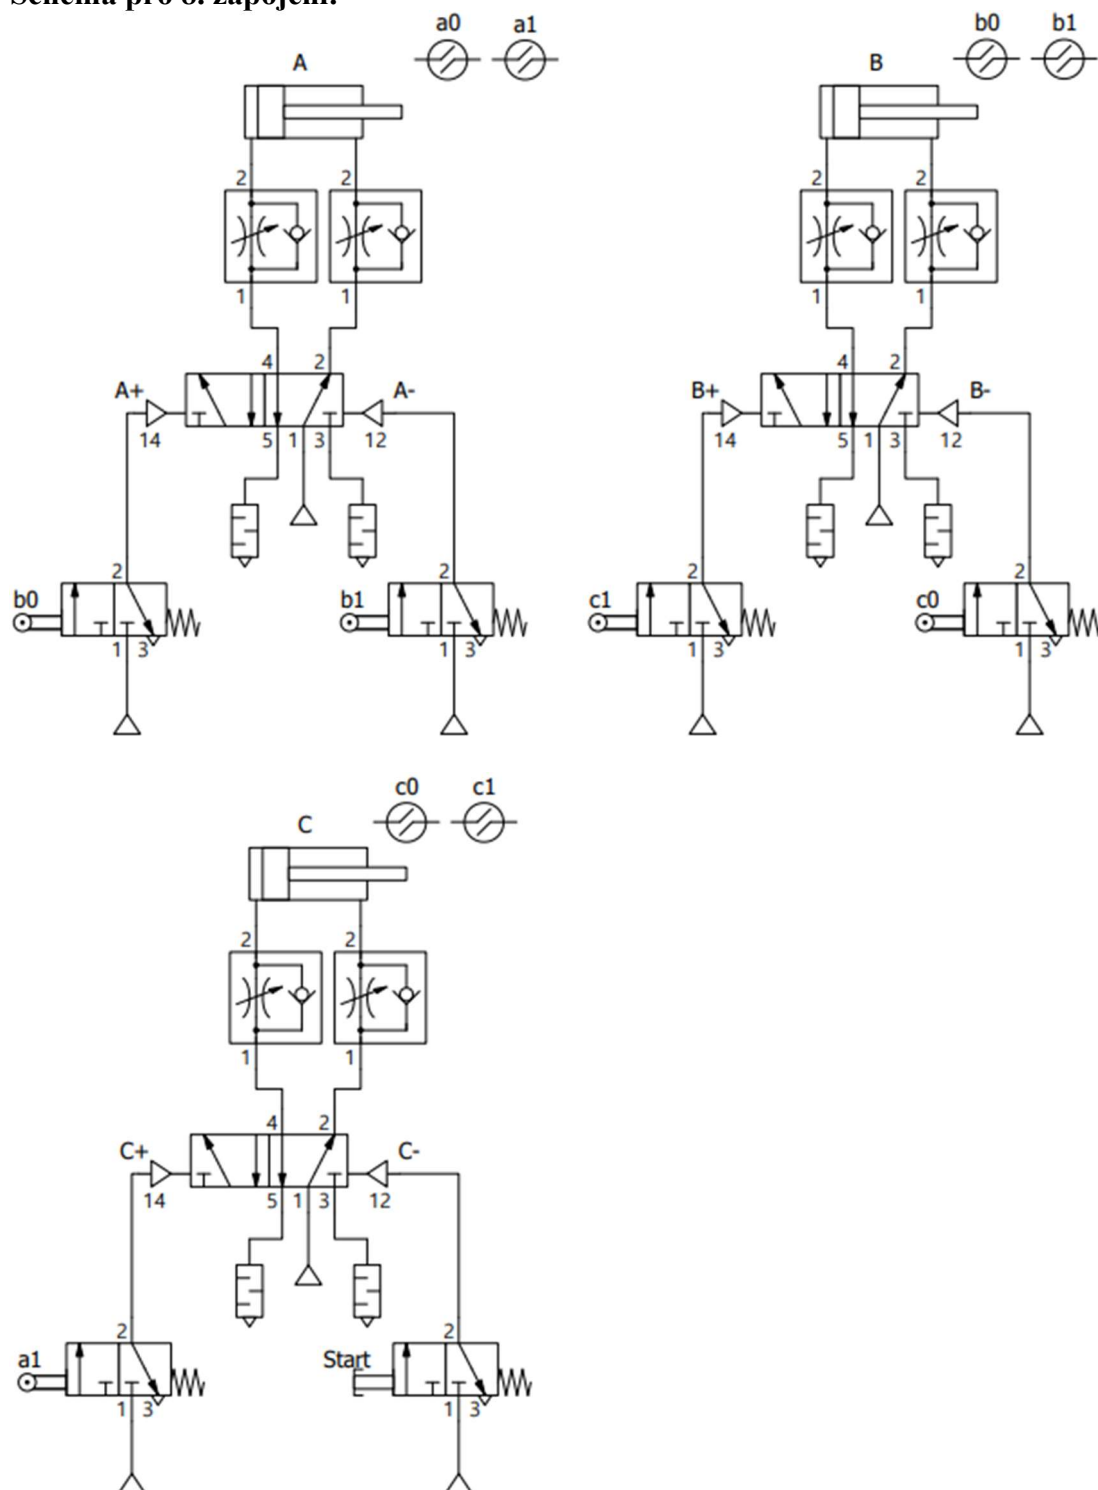 Schéma pro zapojení:
a0 a1 b0 b1
A B
2 2 2 2
1 1 1 1
4 2 4 2
A+ A- B+ B-
14 5 1 3 12 14 5 1 3 12
2 2 2 2
b0 b1 c1 c0
1 3 1 3 1 3 1 3
c0 c1
C
2 2
1 1
4 2
C+ C-
14 5 1 3 12
2 2
a1 Start
1 3 1 3